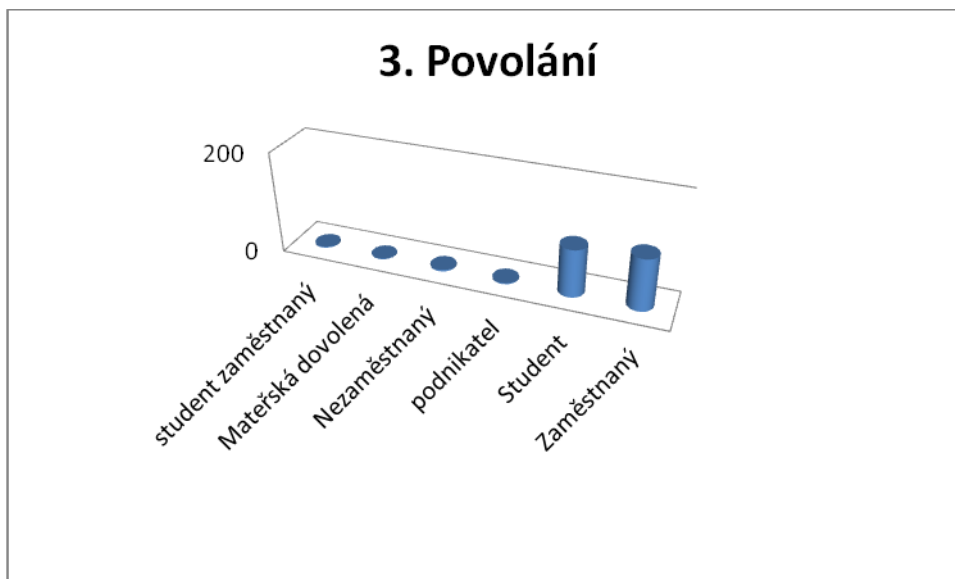 3. Povolání
200
0
student zaměstnaný
Mateřská dovolená
Nezaměstnaný
podnikatel
Student
Zaměstnaný